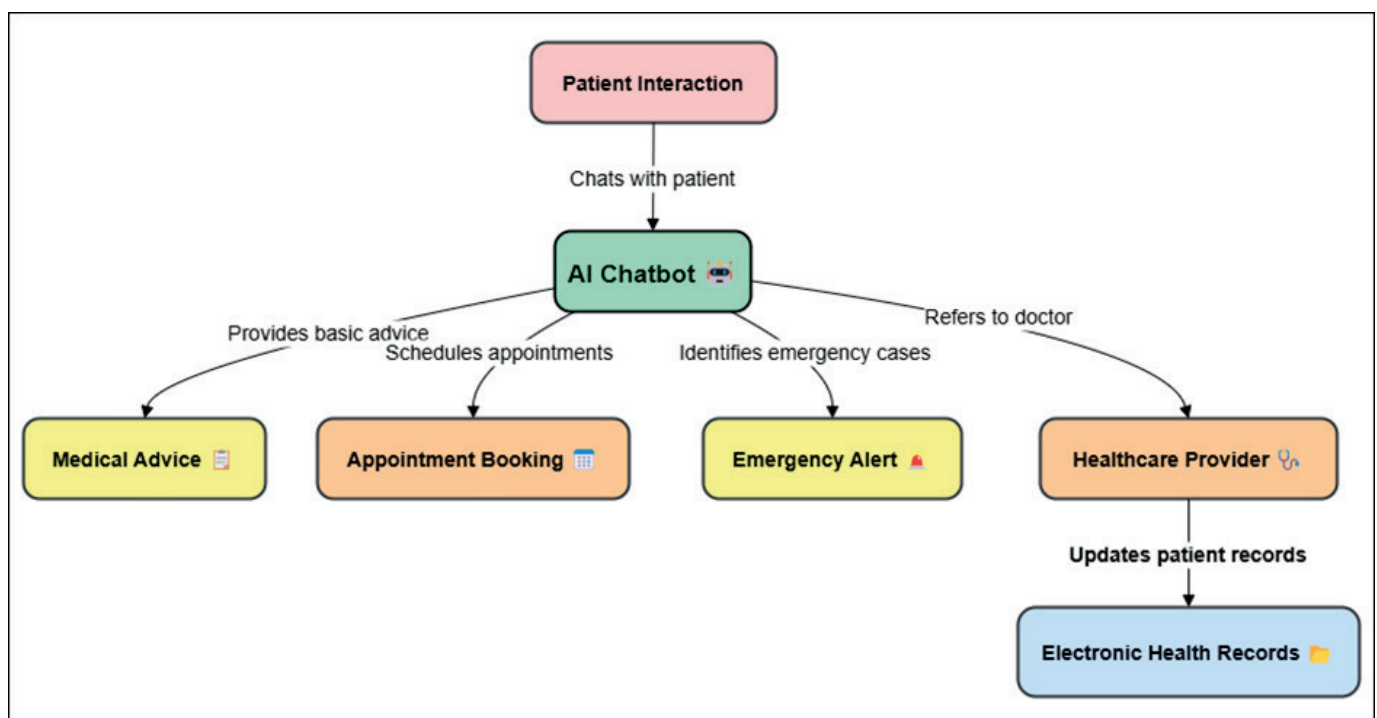 Patient Interaction
Chats with patient
AI Chatbot
Provides basic advice
Schedules appointments
Identifies emergency cases
Refers to doctor
Medical Advice
Appointment Booking
Emergency Alert
Healthcare Provider
Updates patient records
Electronic Health Records